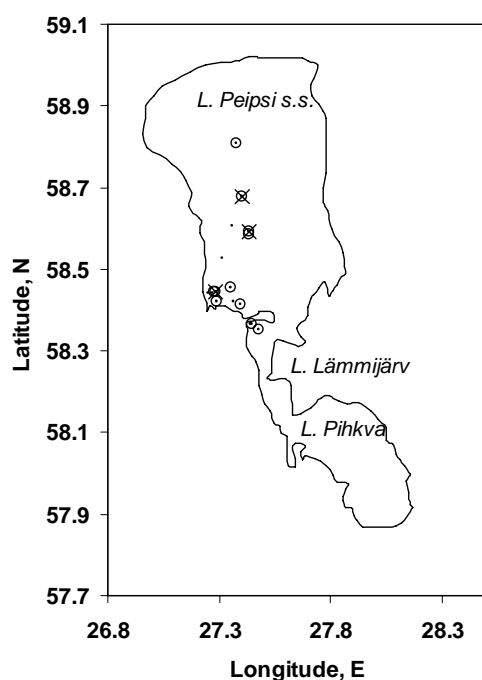 59.1
L. Peipsi s.s.
58.9
58.7
58.5
Latitude, N
58.3
L. Lämmijärv
58.1
L. Pihkva
57.9
57.7
26.8 27.3 27.8 28.3
Longitude, E